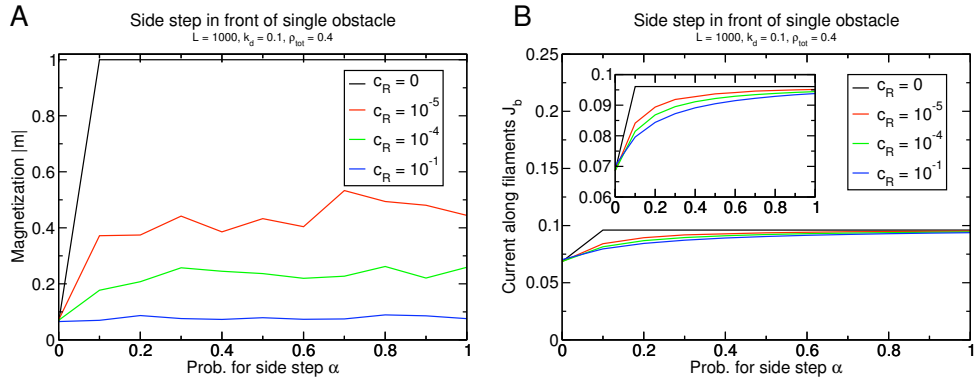 A
Side step in front of single obstacle
L = 1000, k_d = 0.1, ρ_tot = 0.4
Magnetization |m|
1
0.8
0.6
0.4
0.2
0
0
0.2
0.4
0.6
0.8
1
Prob. for side step α
c_R = 0
c_R = 10^-5
c_R = 10^-4
c_R = 10^-1
B
Side step in front of single obstacle
L = 1000, k_d = 0.1, ρ_tot = 0.4
Current along filaments J_b
0.25
0.2
0.15
0.1
0.05
0
0
0.2
0.4
0.6
0.8
1
Prob. for side step α
0.1
0.09
0.08
0.07
0.06
0
0.2
0.4
0.6
0.8
1
c_R = 0
c_R = 10^-5
c_R = 10^-4
c_R = 10^-1